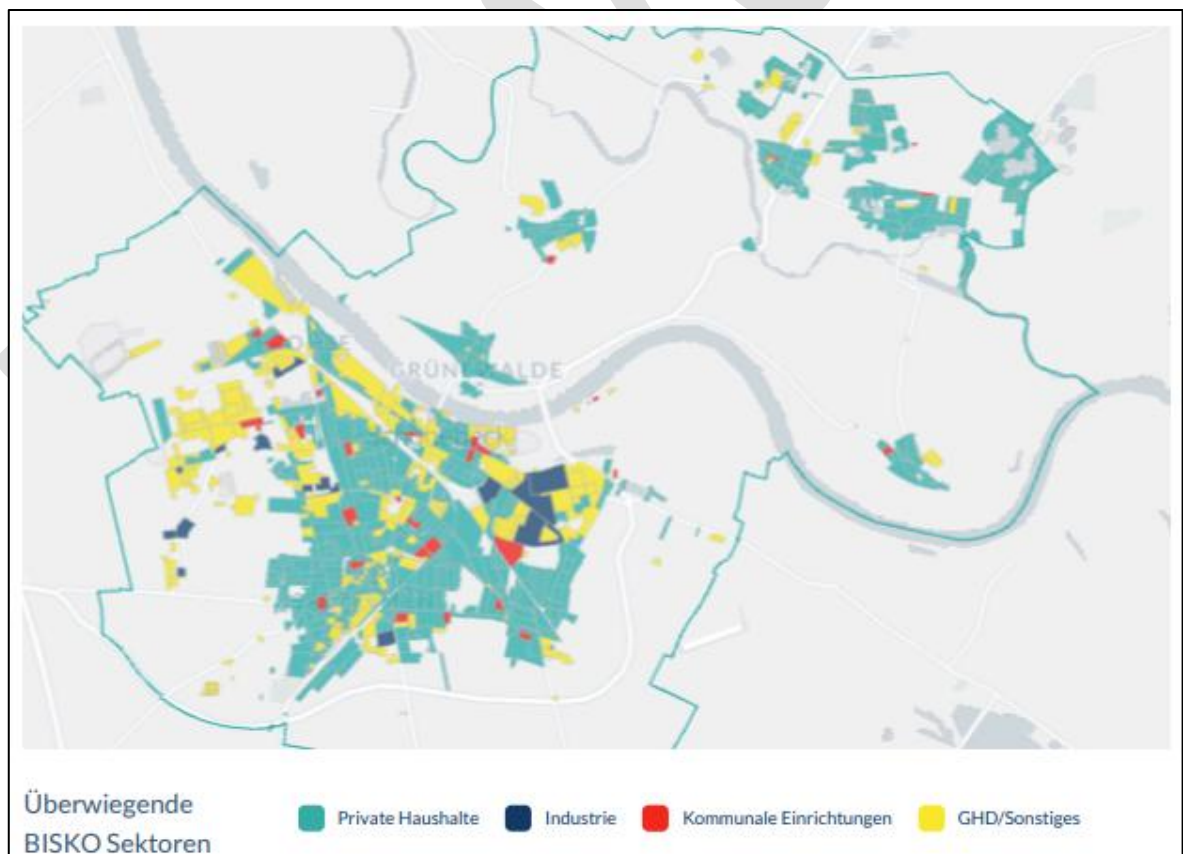 GRÜNEWALDE
Überwiegende
BISKO Sektoren
Private Haushalte
Industrie
Kommunale Einrichtungen
GHD/Sonstiges